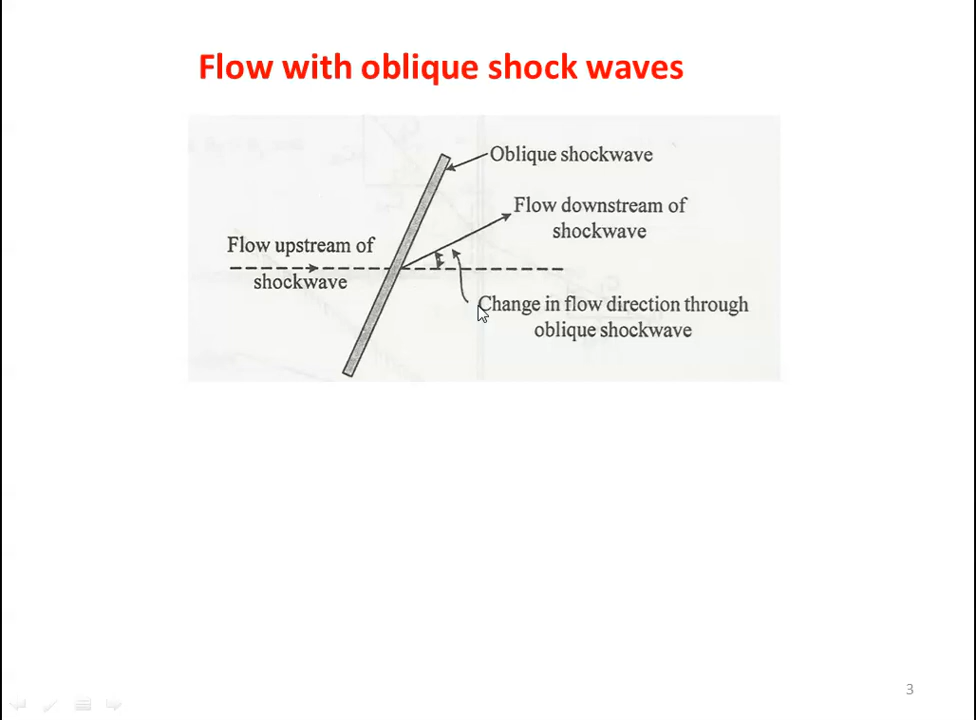 Flow with oblique shock waves
Oblique shockwave
Flow downstream of
shockwave
Flow upstream of
shockwave
Change in flow direction through
oblique shockwave
3